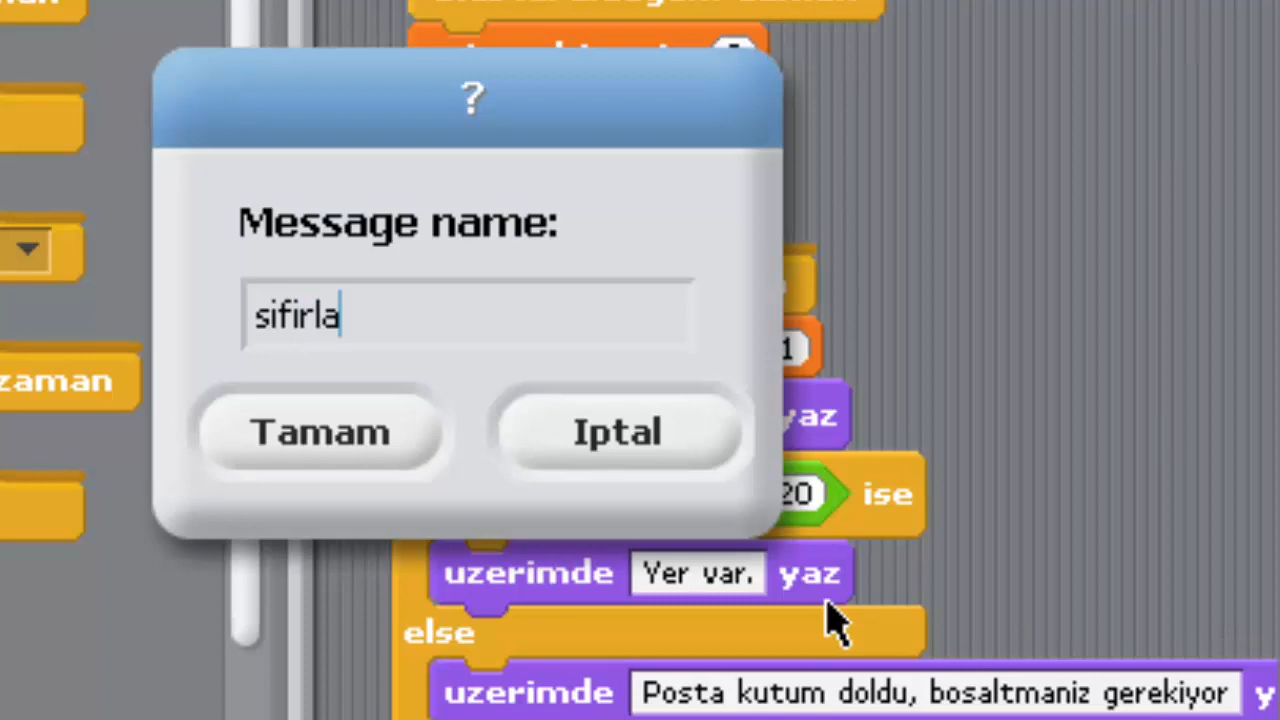 ?
Message name:
sifirla
Tamam
Iptal
zaman
1
yaz
20 ise
uzerimde Yer var. yaz
else
uzerimde Posta kutum doldu, bosaltmaniz gerekiyor y